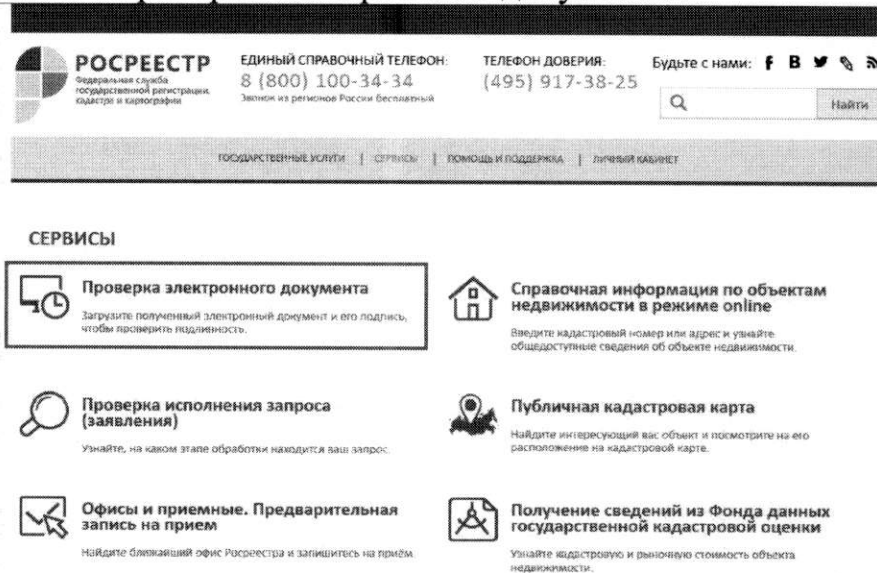 РОСРЕЕСТР
Федеральная служба
государственной регистрации,
кадастра и картографии
ЕДИНЫЙ СПРАВОЧНЫЙ ТЕЛЕФОН:
8 (800) 100-34-34
Звонок из регионов России бесплатный
ТЕЛЕФОН ДОВЕРИЯ:
(495) 917-38-25
Будьте с нами:
Найти
ГОСУДАРСТВЕННЫЕ УСЛУГИ | СЕРВИСЫ | ПОМОЩЬ И ПОДДЕРЖКА | ЛИЧНЫЙ КАБИНЕТ
СЕРВИСЫ
Проверка электронного документа
Загрузите полученный электронный документ и его подпись,
чтобы проверить подлинность.
Справочная информация по объектам
недвижимости в режиме online
Введите кадастровый номер или адрес и узнайте
общедоступные сведения об объекте недвижимости.
Проверка исполнения запроса
(заявления)
Узнайте, на каком этапе обработки находится ваш запрос.
Публичная кадастровая карта
Найдите интересующий вас объект и посмотрите на его
расположение на кадастровой карте.
Офисы и приемные. Предварительная
запись на прием
Найдите ближайший офис Росреестра и запишитесь на приём.
Получение сведений из Фонда данных
государственной кадастровой оценки
Узнайте кадастровую и рыночную стоимость объекта
недвижимости.